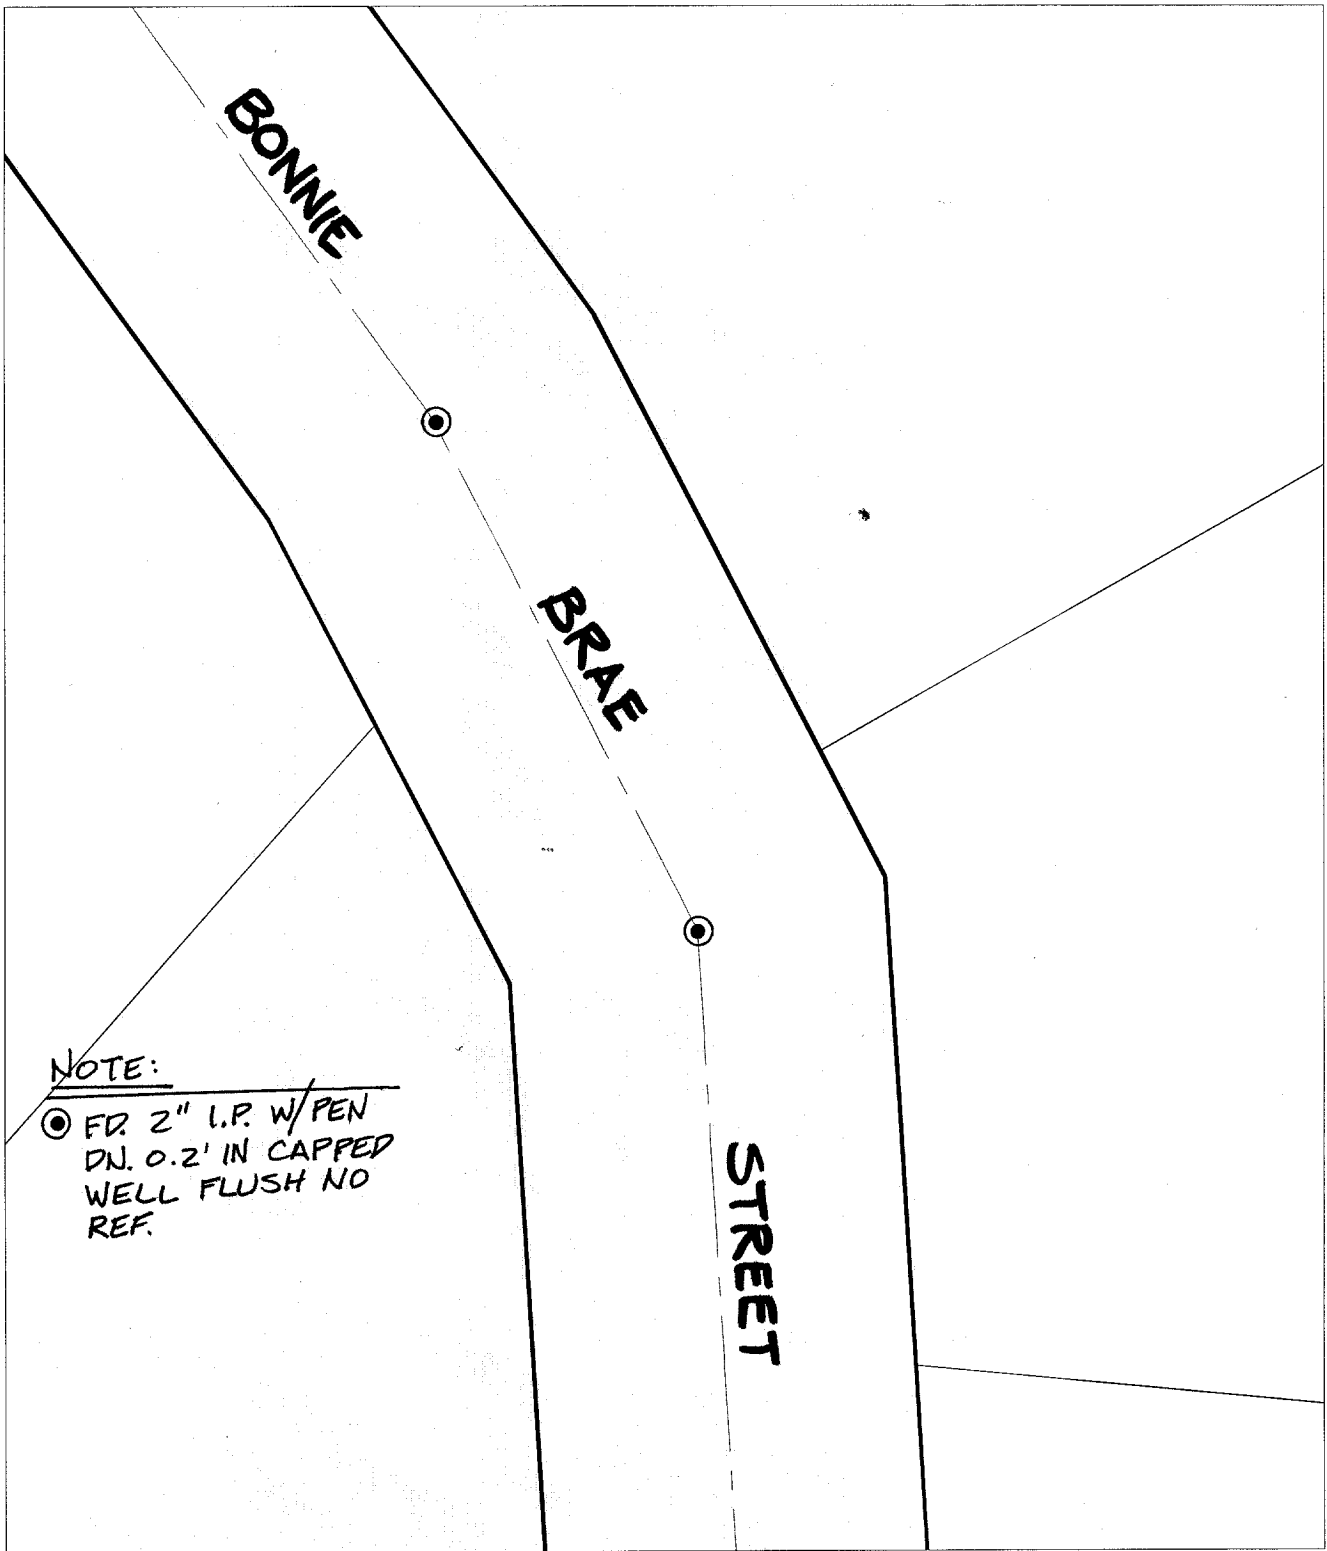 BONNIE
BRAE
STREET
NOTE:
FD. 2" I.P. W/PEN
DN. 0.2' IN CAPPED
WELL FLUSH NO
REF.